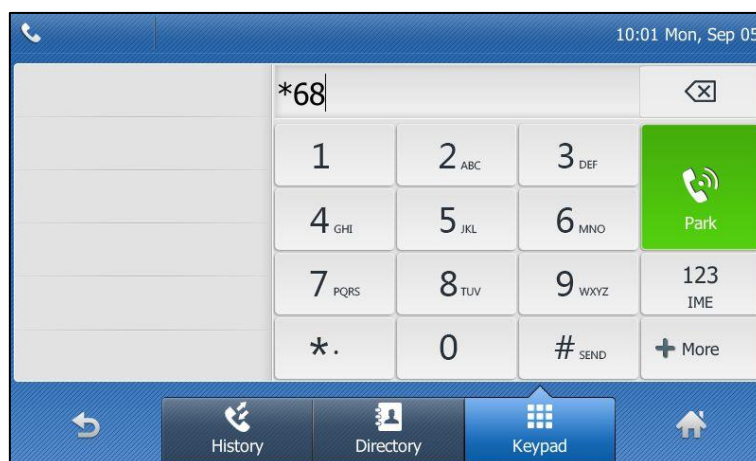 10:01 Mon, Sep 05
*68
1
2 ABC
3 DEF
Park
4 GHI
5 JKL
6 MNO
7 PQRS
8 TUV
9 WXYZ
123
IME
*.
0
# SEND
+ More
History
Directory
Keypad